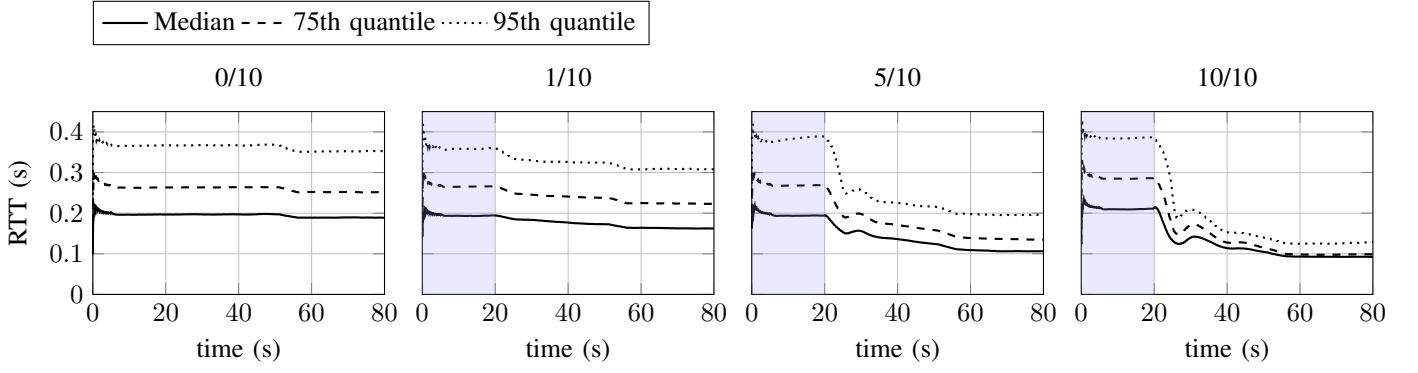 Median 75th quantile 95th quantile
0/10 1/10 5/10 10/10
RTT (s)
0.4
0.3
0.2
0.1
0
0 20 40 60 80 0 20 40 60 80 0 20 40 60 80 0 20 40 60 80
time (s) time (s) time (s) time (s)